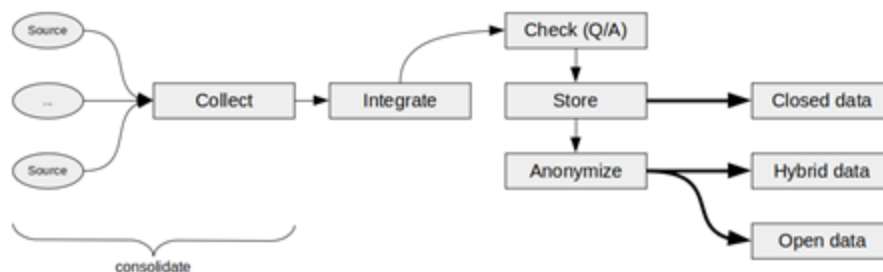 Source
...
Source
Collect
Integrate
Check (Q/A)
Store
Anonymize
Closed data
Hybrid data
Open data
consolidate